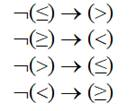 ¬(≤) → (>)
¬(≥) → (<)
¬(>) → (≤)
¬(<) → (≥)